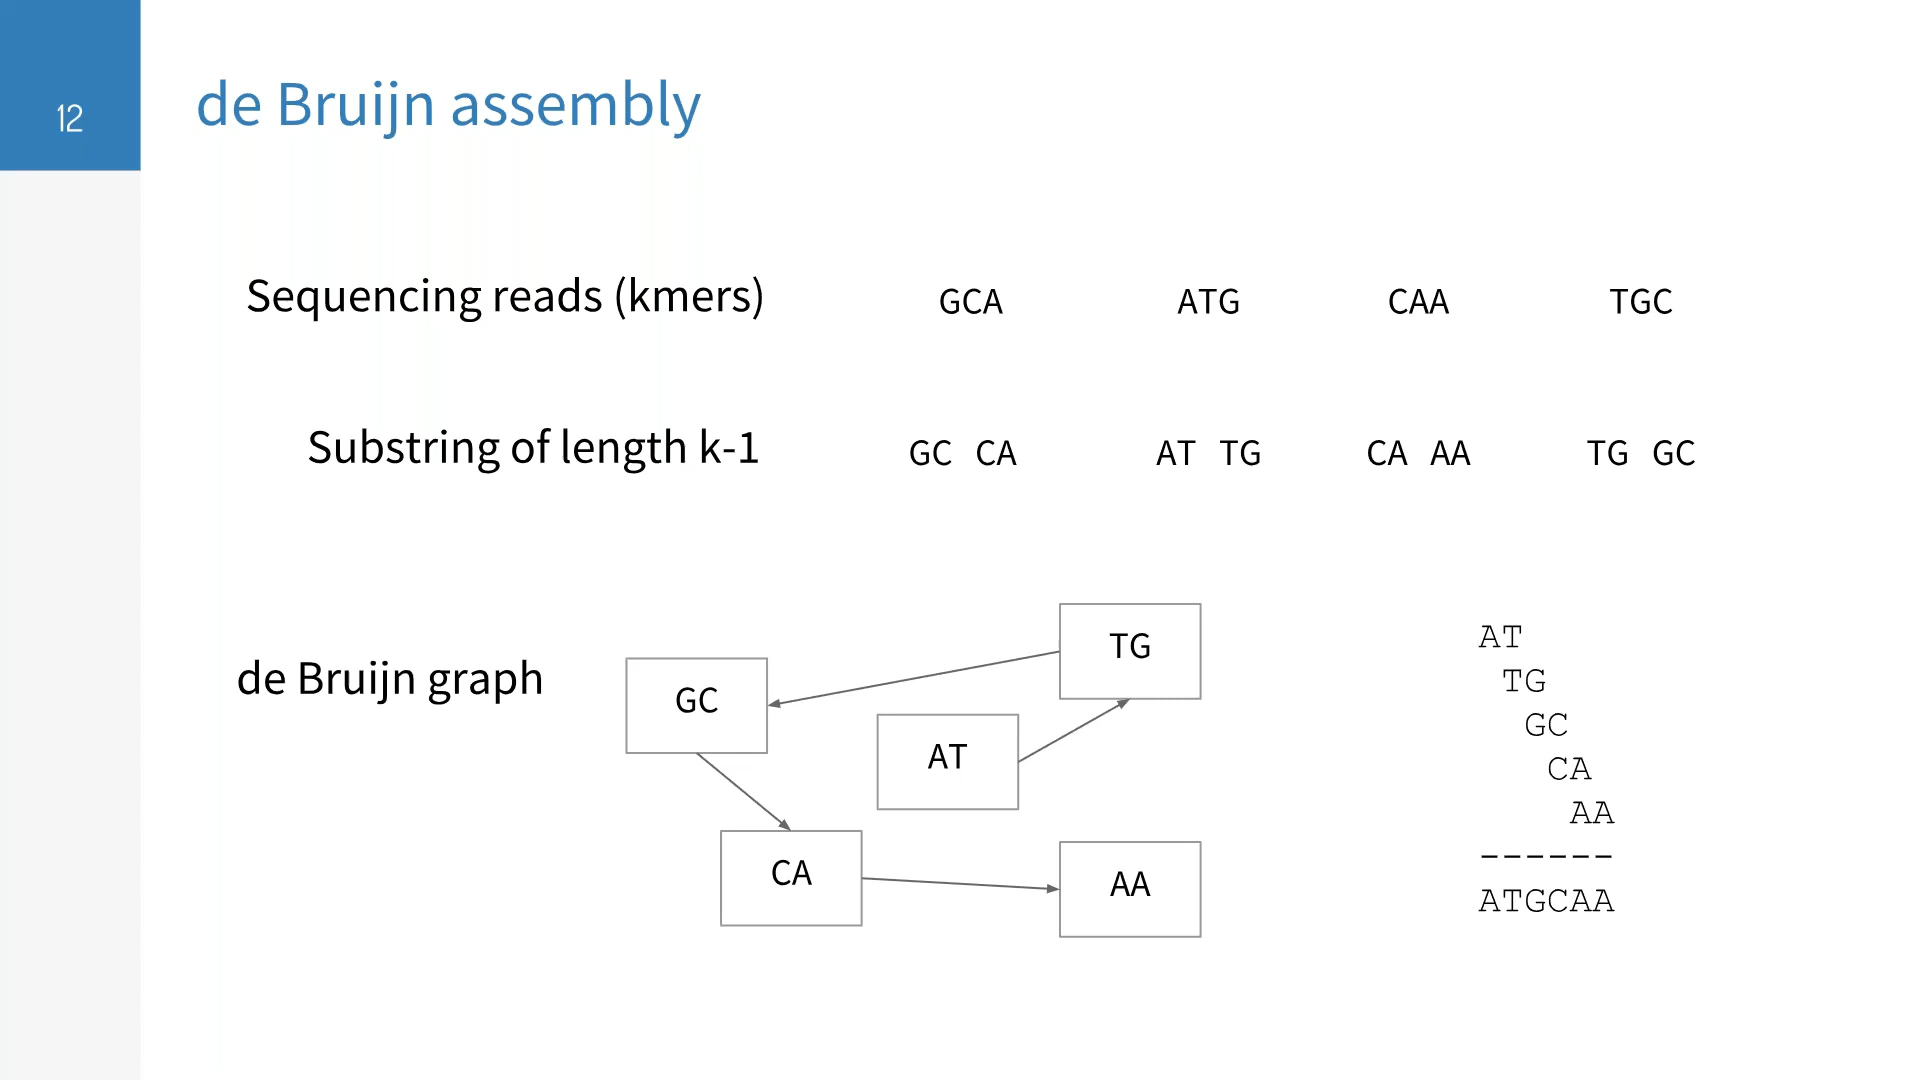 12
de Bruijn assembly
Sequencing reads (kmers) GCA ATG CAA TGC
Substring of length k-1 GC CA AT TG CA AA TG GC
de Bruijn graph
TG
GC
AT
CA
AA
AT
TG
GC
CA
AA
------
ATGCAA